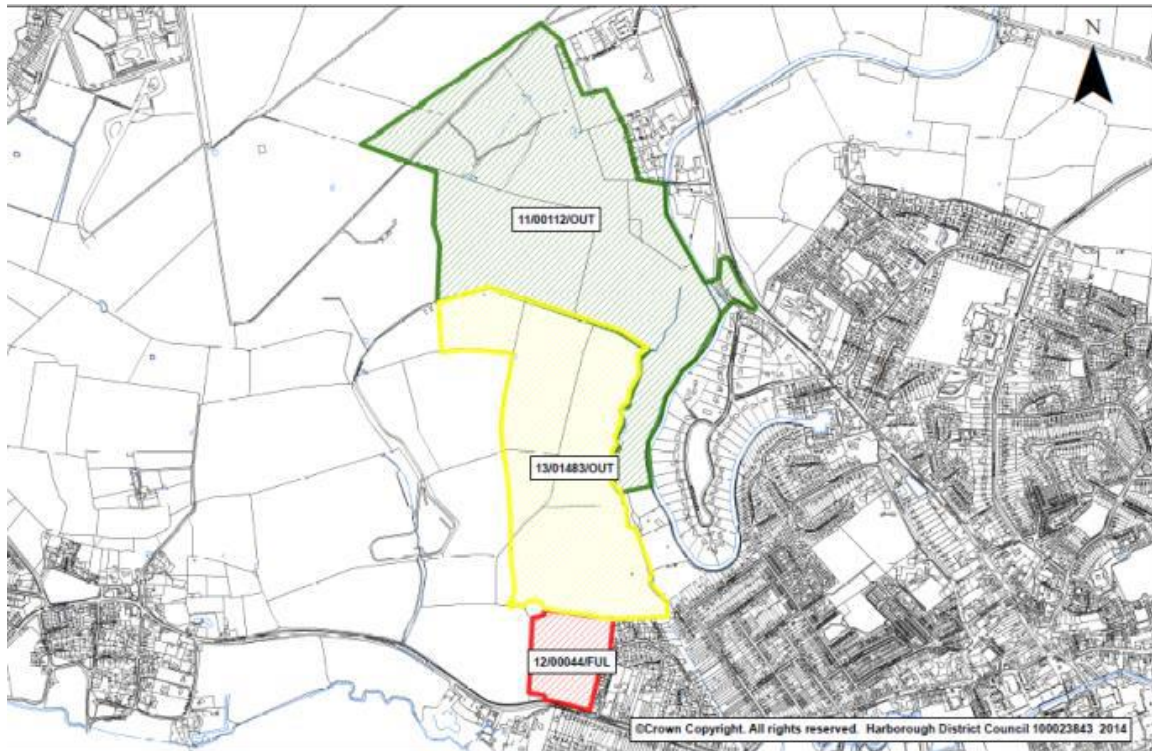 N
11/00112/OUT
13/01483/OUT
12/00044/FUL
©Crown Copyright. All rights reserved. Harborough District Council 100023843 2014